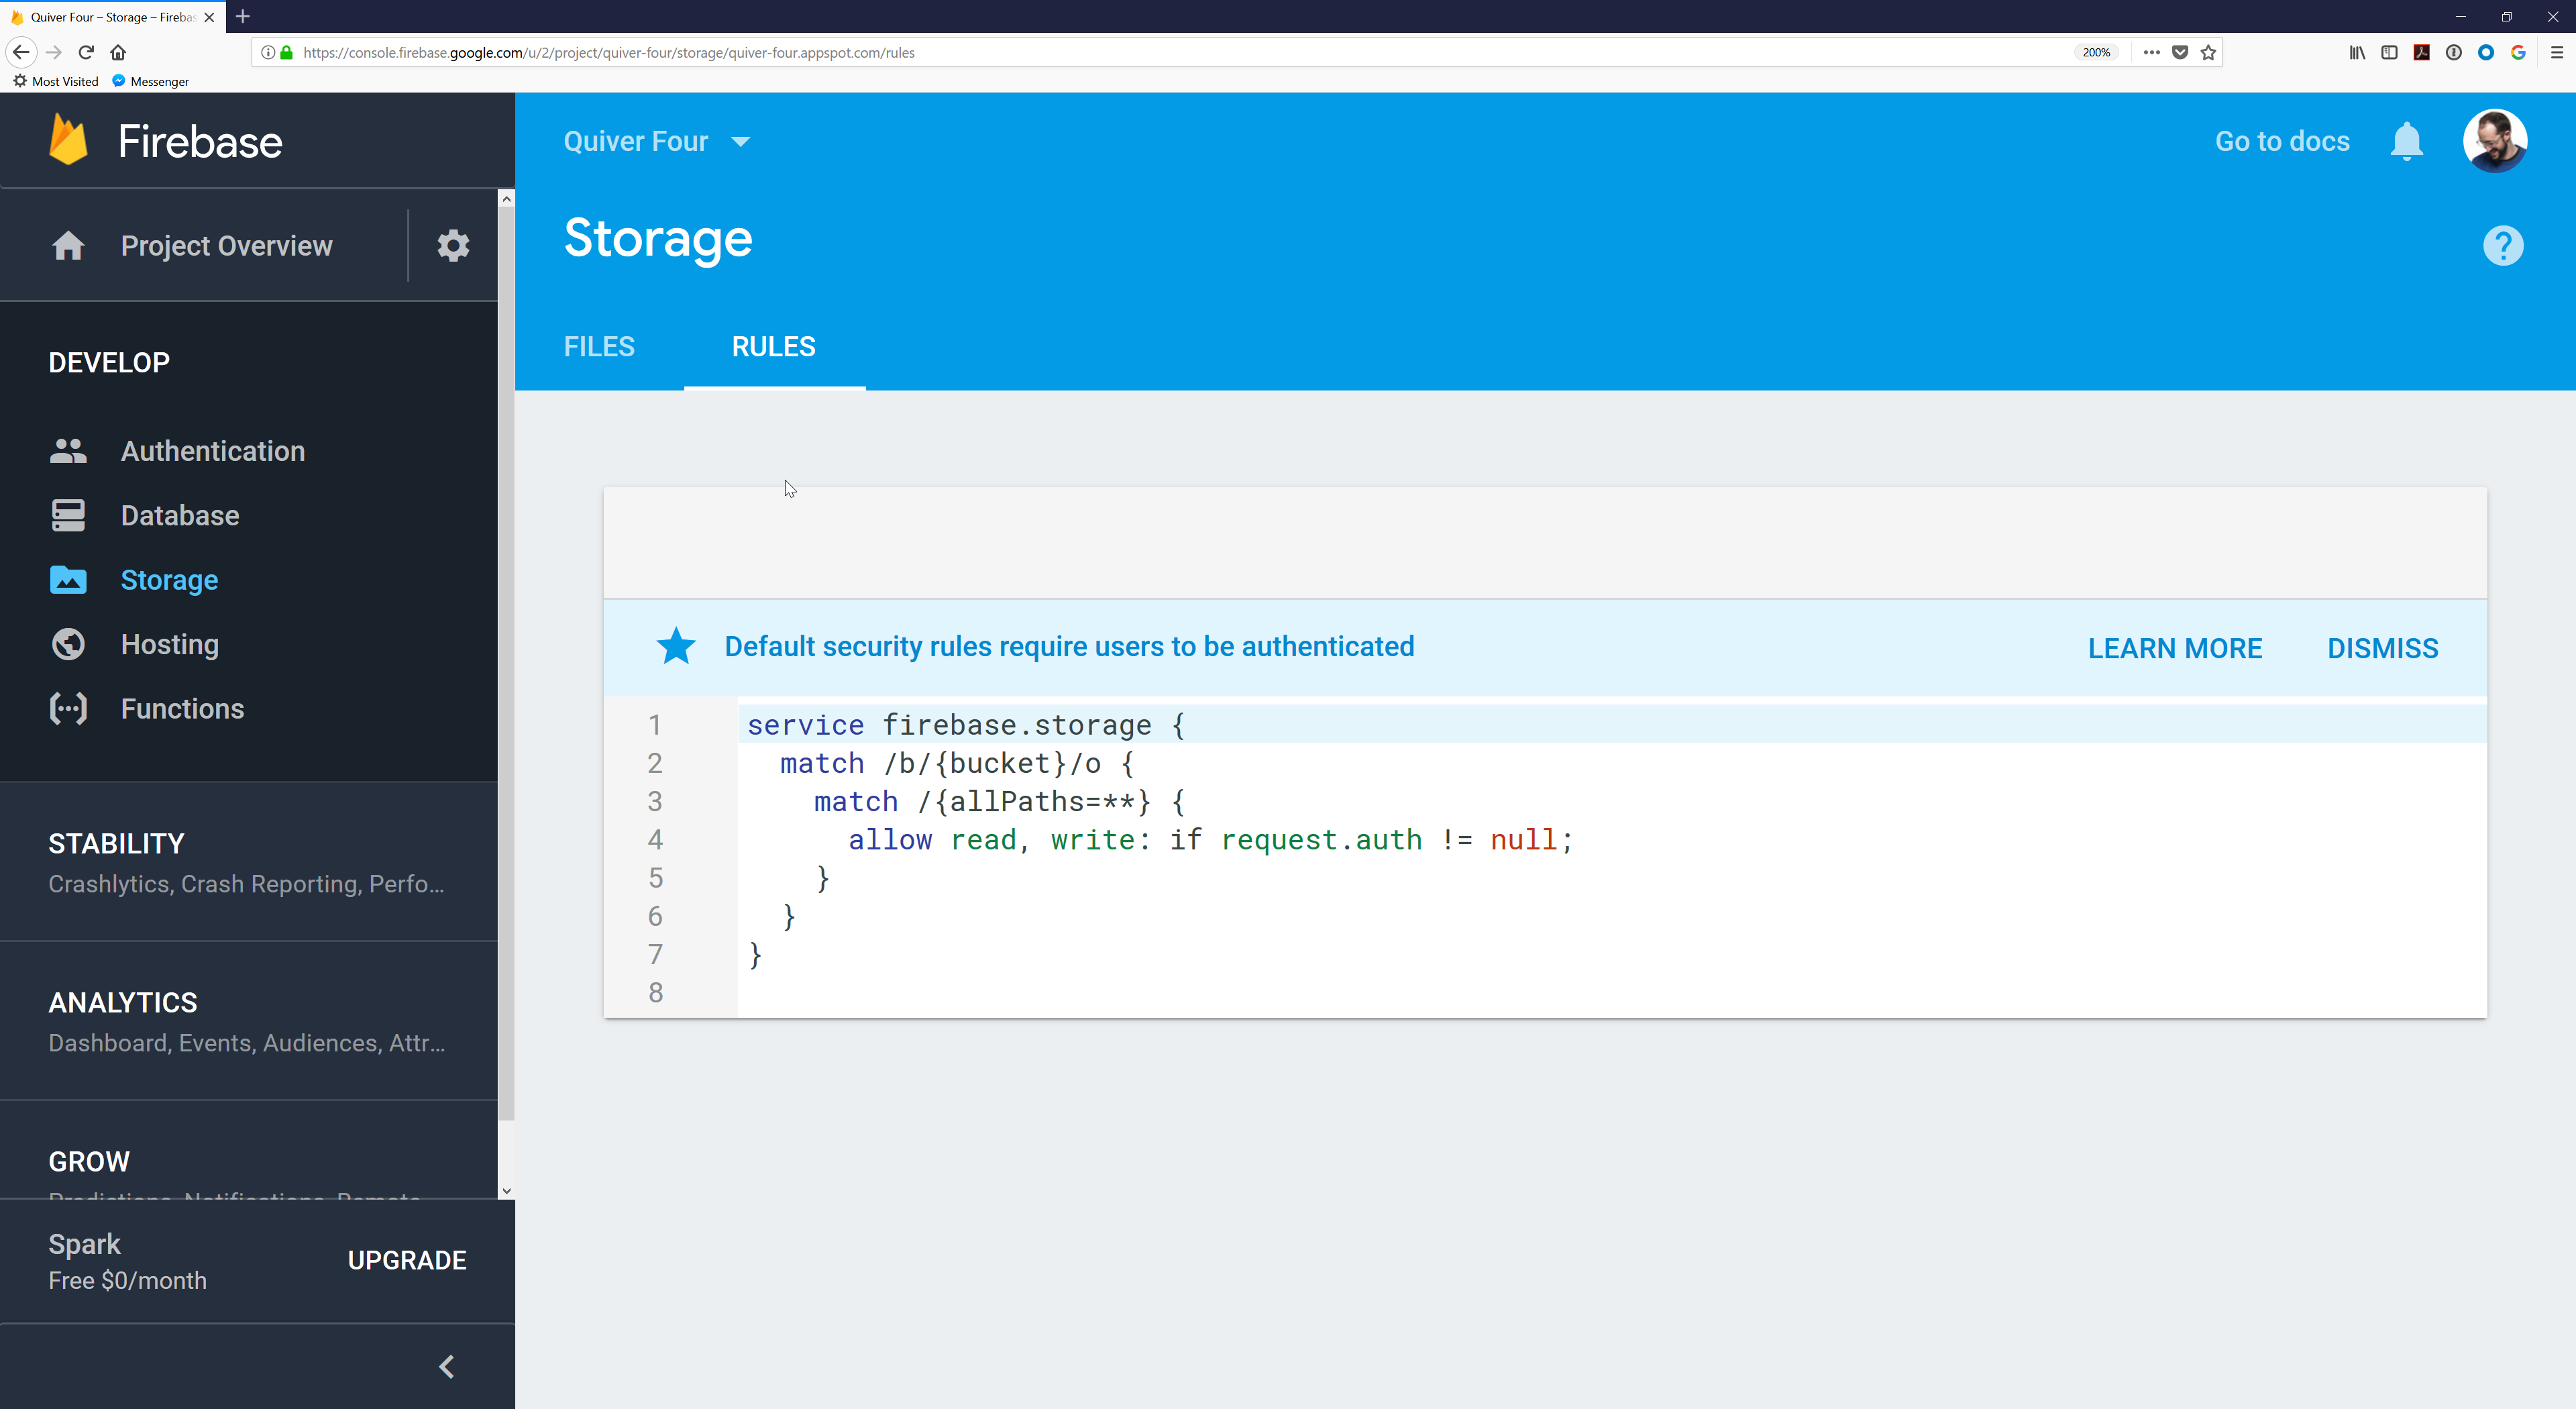 Quiver Four – Storage – Firebas
https://console.firebase.google.com/u/2/project/quiver-four/storage/quiver-four.appspot.com/rules
200%
Most Visited
Messenger
Firebase
Quiver Four
Go to docs
Project Overview
Storage
FILES
RULES
DEVELOP
Authentication
Database
Storage
Hosting
Functions
STABILITY
Crashlytics, Crash Reporting, Perfo...
ANALYTICS
Dashboard, Events, Audiences, Attr...
GROW
Predictions, Notifications, Remote
Spark
Free $0/month
UPGRADE
Default security rules require users to be authenticated
LEARN MORE
DISMISS
1 service firebase.storage {
2   match /b/{bucket}/o {
3     match /{allPaths=**} {
4       allow read, write: if request.auth != null;
5     }
6   }
7 }
8